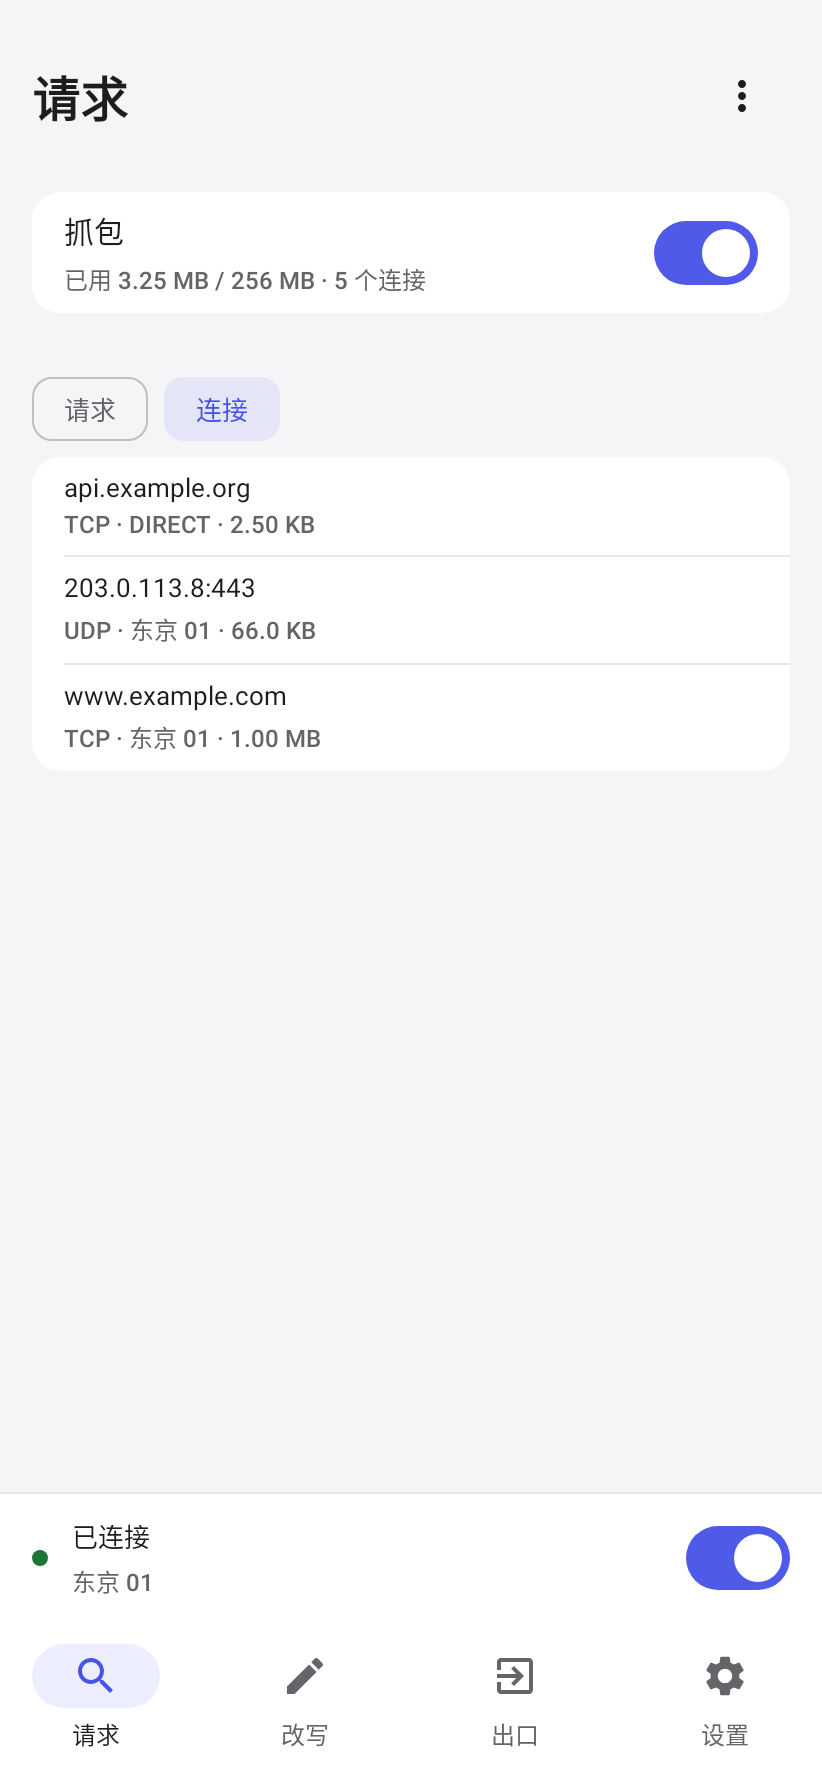 请求
抓包
已用 3.25 MB / 256 MB · 5 个连接
请求
连接
api.example.org
TCP · DIRECT · 2.50 KB
203.0.113.8:443
UDP · 东京 01 · 66.0 KB
www.example.com
TCP · 东京 01 · 1.00 MB
已连接
东京 01
请求
改写
出口
设置